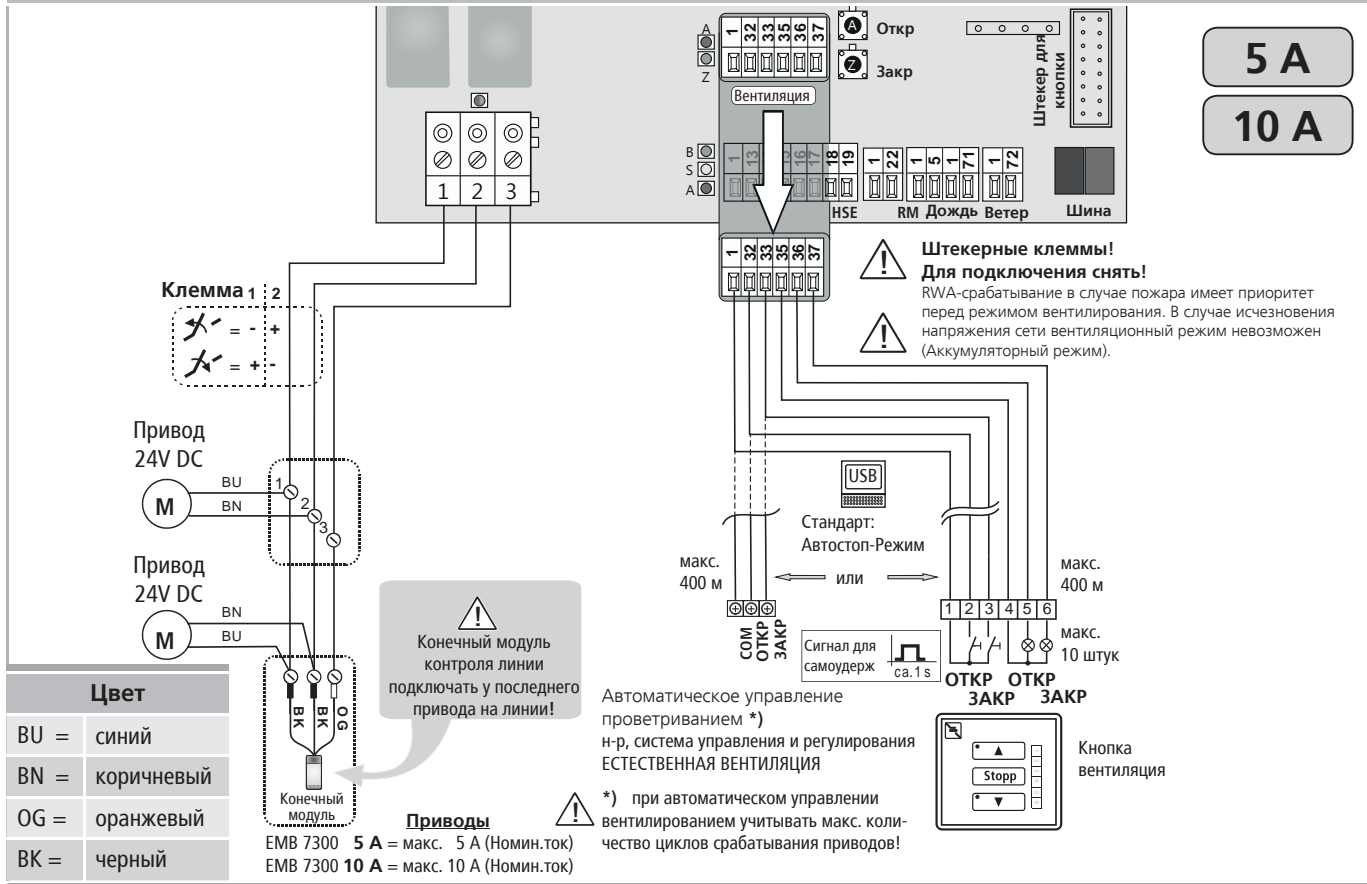 A
Z
1 32 33 35 36 37
A Откр
Z Закр
Штекер для
кнопки
5 A
10 A
Вентиляция
B
S
A
1 13 15 16 17 18 19
1 22
1 5 1 71
1 72
HSE
RM Дождь Ветер
Шина
1 2 3
1 32 33 35 36 37
Штекерные клеммы!
Для подключения снять!
RWA-срабатывание в случае пожара имеет приоритет
перед режимом вентилирования. В случае исчезновения
напряжения сети вентиляционный режим невозможен
(Аккумуляторный режим).
Клемма 1 2
= - +
= + -
Привод
24V DC
M
BU
BN
1
2
3
Привод
24V DC
M
BN
BU
BK
BK
OG
Конечный
модуль
!
Конечный модуль
контроля линии
подключать у последнего
привода на линии!
Цвет
BU = синий
BN = коричневый
OG = оранжевый
BK = черный
Приводы
EMB 7300 5 A = макс. 5 A (Номин.ток)
EMB 7300 10 A = макс. 10 A (Номин.ток)
USB
Стандарт:
Автостоп-Режим
макс.
400 м
или
макс.
400 м
COM
ОТКР
ЗАКР
Сигнал для
самоудерж
ca.1 s
1 2 3 4 5 6
макс.
10 штук
ОТКР
ЗАКР
ОТКР
ЗАКР
Автоматическое управление
проветриванием *)
н-р, система управления и регулирования
ЕСТЕСТВЕННАЯ ВЕНТИЛЯЦИЯ
*) при автоматическом управлении
вентилированием учитывать макс. коли-
чество циклов срабатывания приводов!
Stopp
Кнопка
вентиляция